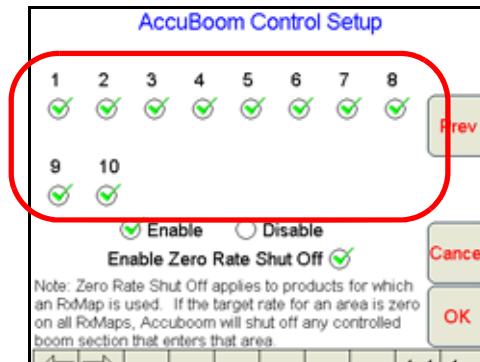 AccuBoom Control Setup
1 2 3 4 5 6 7 8
Prev
9 10
Enable Disable
Enable Zero Rate Shut Off
Cance
Note: Zero Rate Shut Off applies to products for which
an RxMap is used. If the target rate for an area is zero
on all RxMaps, Accuboom will shut off any controlled
boom section that enters that area.
OK